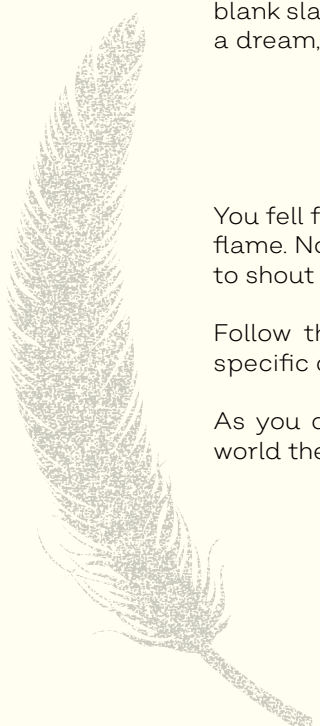 blank sla
a dream,
You fell f
flame. No
to shout
Follow th
specific
As you
world the